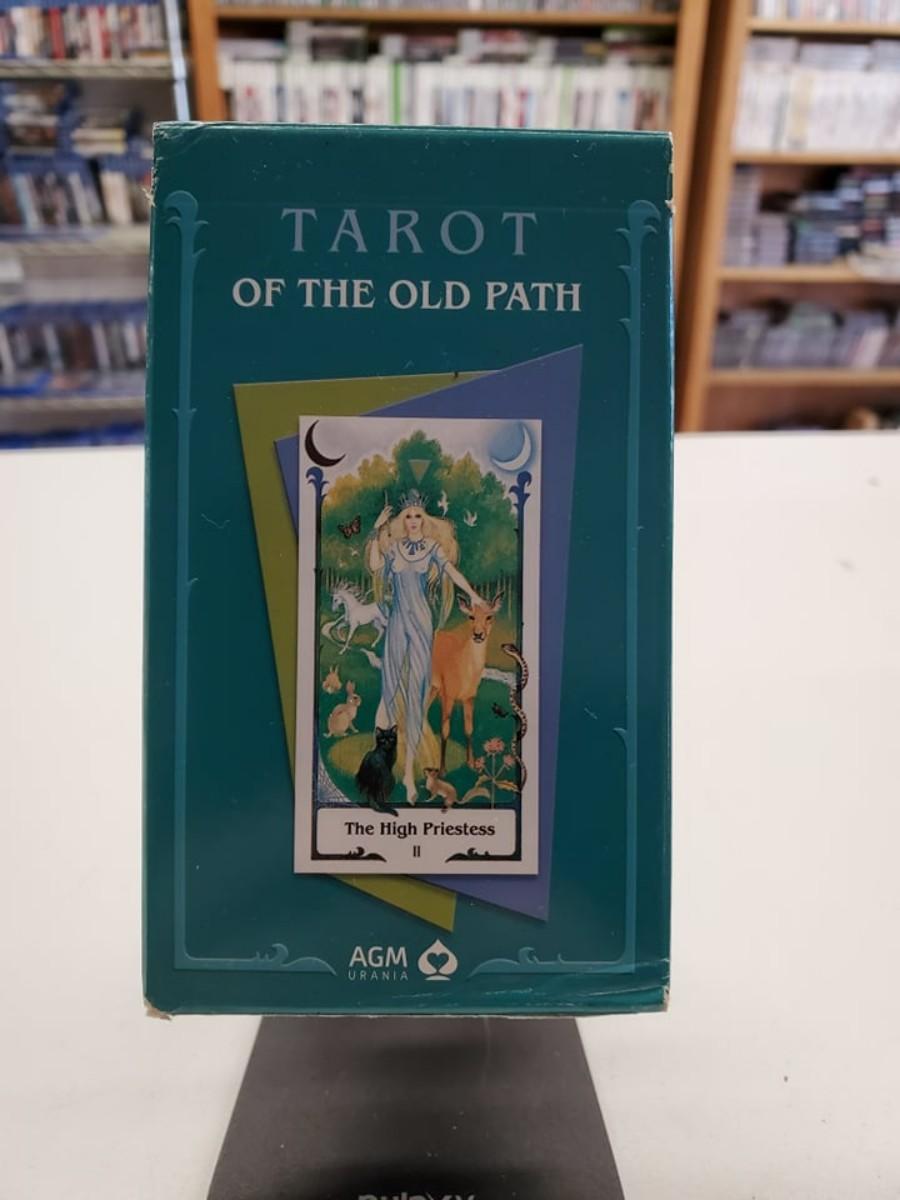 TAROT
OF THE OLD PATH
The High Priestess
II
AGM
URANIA